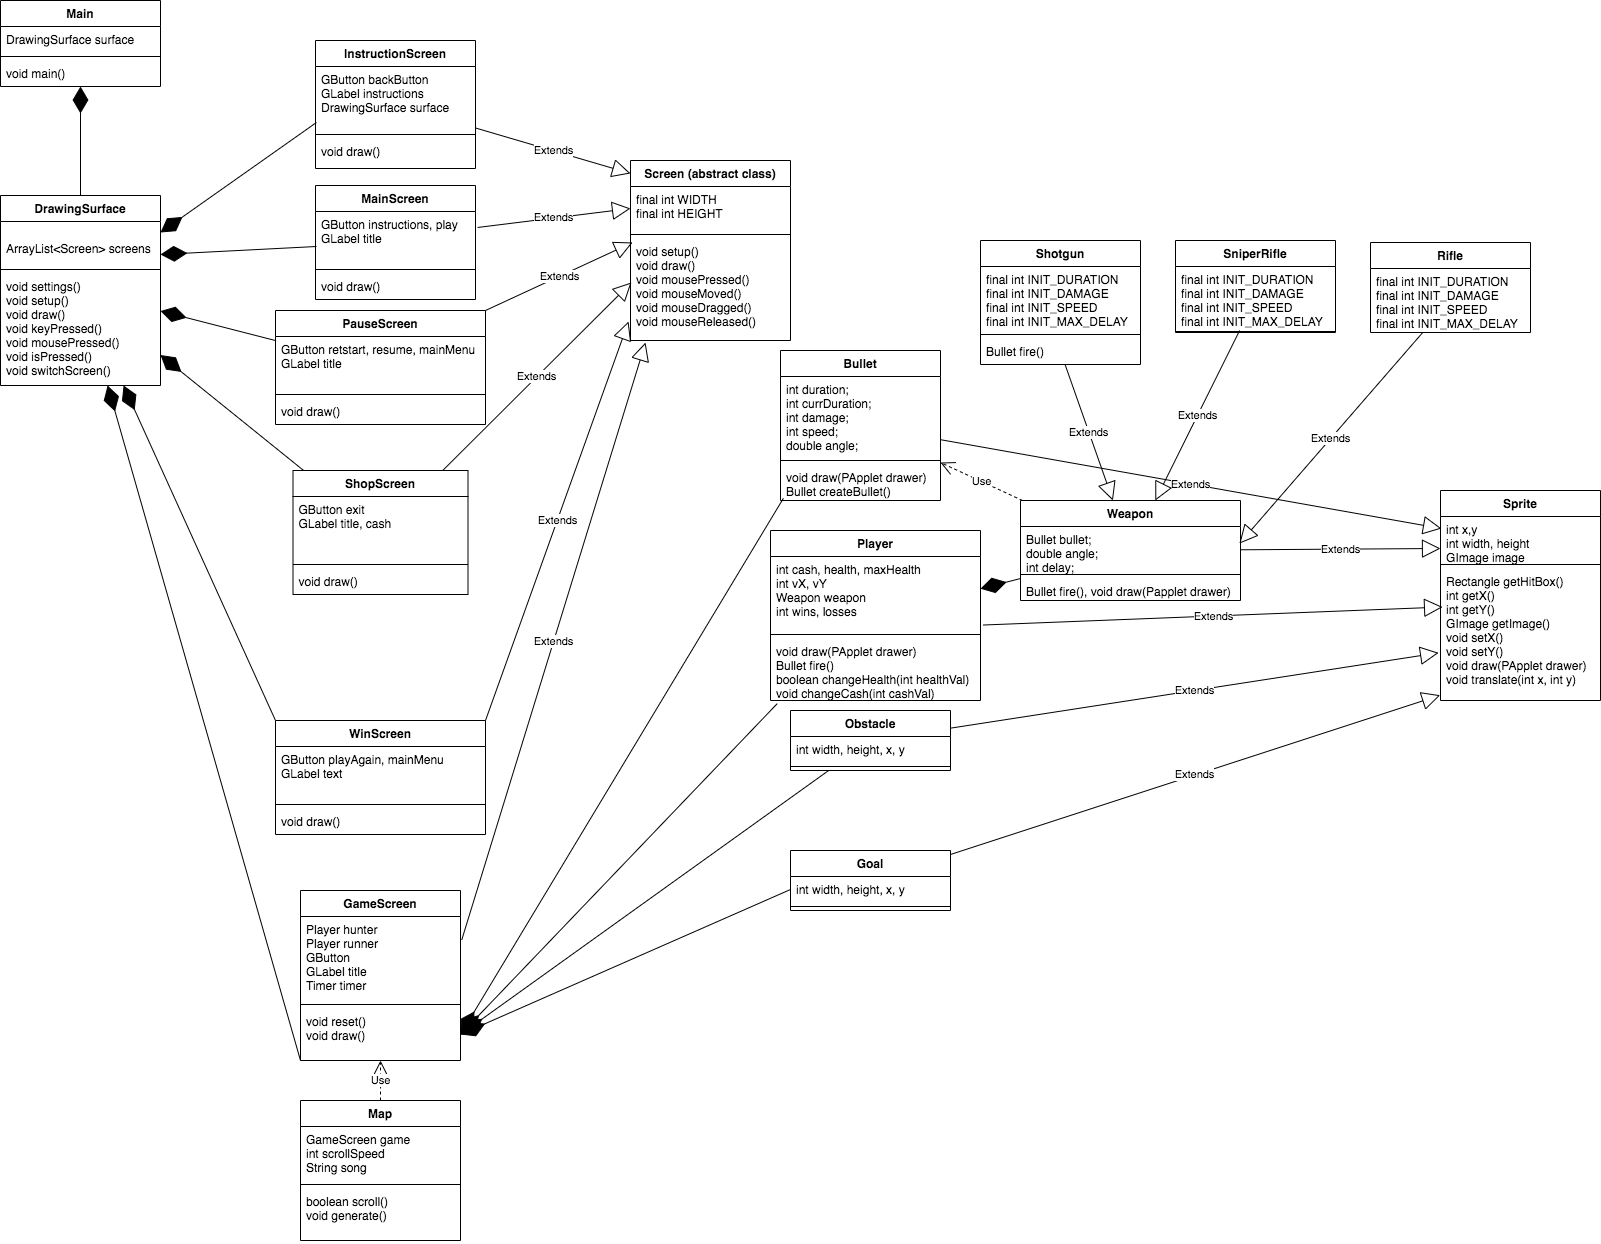 Main
DrawingSurface surface
void main()
DrawingSurface
ArrayList<Screen> screens
void settings()
void setup()
void draw()
void keyPressed()
void mousePressed()
void isPressed()
void switchScreen()
InstructionScreen
GButton backButton
GLabel instructions
DrawingSurface surface
void draw()
MainScreen
GButton instructions, play
GLabel title
void draw()
PauseScreen
GButton retstart, resume, mainMenu
GLabel title
void draw()
ShopScreen
GButton exit
GLabel title, cash
void draw()
WinScreen
GButton playAgain, mainMenu
GLabel text
void draw()
GameScreen
Player hunter
Player runner
GButton
GLabel title
Timer timer
void reset()
void draw()
Use
Map
GameScreen game
int scrollSpeed
String song
boolean scroll()
void generate()
Extends
Extends
Extends
Extends
Extends
Extends
Screen (abstract class)
final int WIDTH
final int HEIGHT
void setup()
void draw()
void mousePressed()
void mouseMoved()
void mouseDragged()
void mouseReleased()
Bullet
int duration;
int currDuration;
int damage;
int speed;
double angle;
void draw(PApplet drawer)
Bullet createBullet()
Player
int cash, health, maxHealth
int vX, vY
Weapon weapon
int wins, losses
void draw(PApplet drawer)
Bullet fire()
boolean changeHealth(int healthVal)
void changeCash(int cashVal)
Obstacle
int width, height, x, y
Goal
int width, height, x, y
Shotgun
final int INIT_DURATION
final int INIT_DAMAGE
final int INIT_SPEED
final int INIT_MAX_DELAY
Bullet fire()
SniperRifle
final int INIT_DURATION
final int INIT_DAMAGE
final int INIT_SPEED
final int INIT_MAX_DELAY
Rifle
final int INIT_DURATION
final int INIT_DAMAGE
final int INIT_SPEED
final int INIT_MAX_DELAY
Extends
Extends
Extends
Use
Extends
Weapon
Bullet bullet;
double angle;
int delay;
Bullet fire(), void draw(Papplet drawer)
Extends
Extends
Extends
Extends
Sprite
int x,y
int width, height
GImage image
Rectangle getHitBox()
int getX()
int getY()
GImage getImage()
void setX()
void setY()
void draw(PApplet drawer)
void translate(int x, int y)